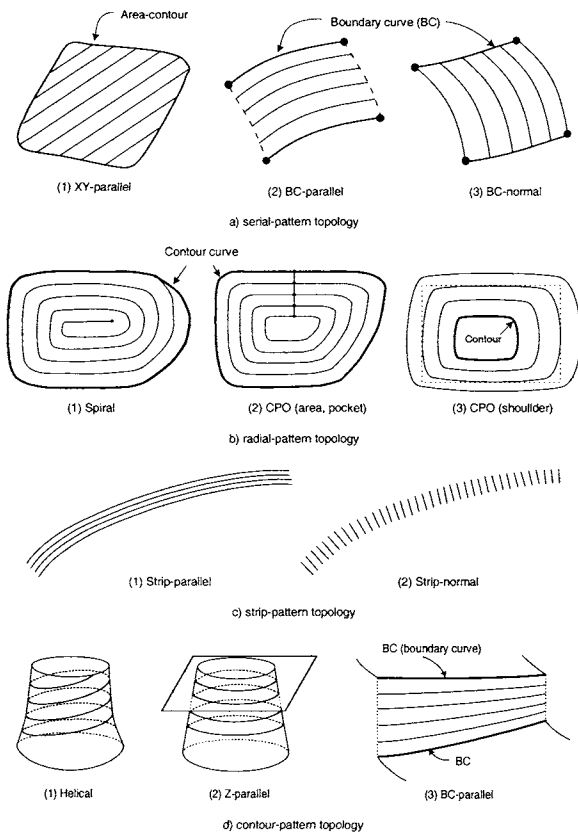 Area-contour
Boundary curve (BC)
(1) XY-parallel
(2) BC-parallel
(3) BC-normal
a) serial-pattern topology
Contour curve
Contour
(1) Spiral
(2) CPO (area, pocket)
(3) CPO (shoullder)
b) radial-pattern topology
(1) Strip-parallel
(2) Strip-normal
c) strip-pattern topology
BC (boundary curve)
BC
(1) Helical
(2) Z-parallel
(3) BC-parallel
d) contour-pattern topology